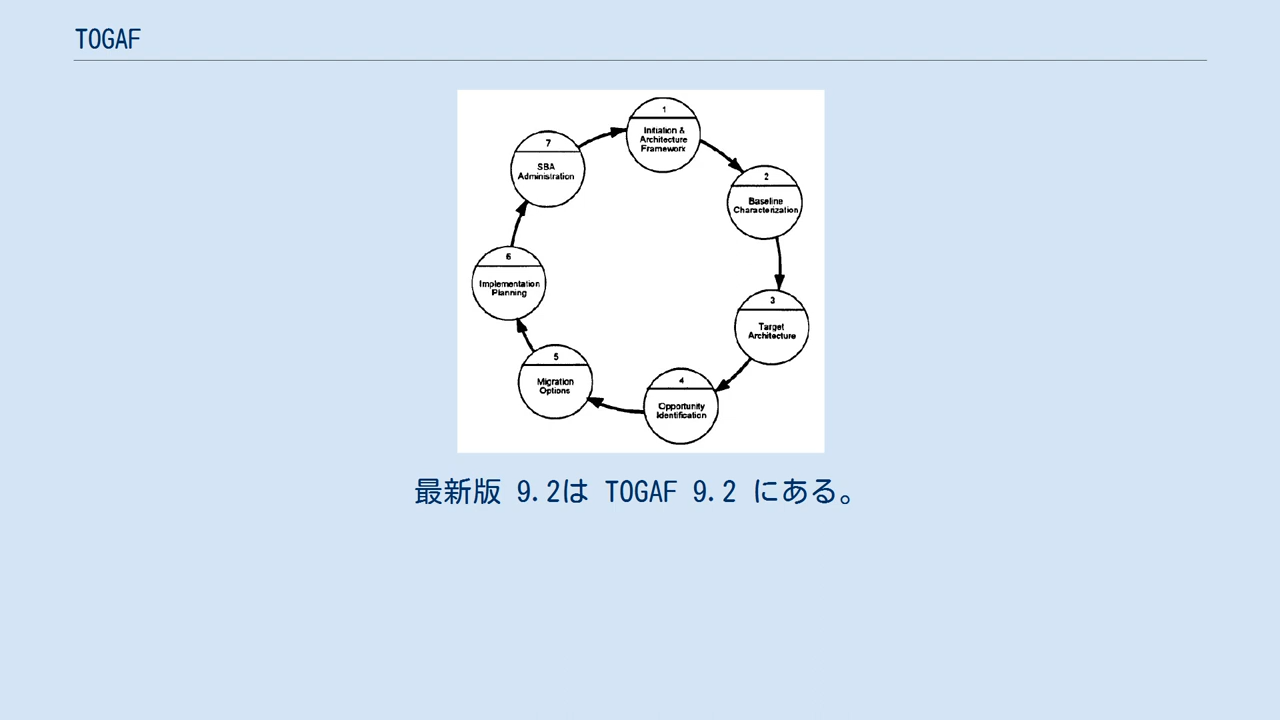 TOGAF
1
Initiation &
Architecture
Framework
2
Baseline
Characterization
3
Target
Architecture
4
Opportunity
Identification
5
Migration
Options
6
Implementation
Planning
7
SBA
Administration
最新版 9.2は TOGAF 9.2 にある。